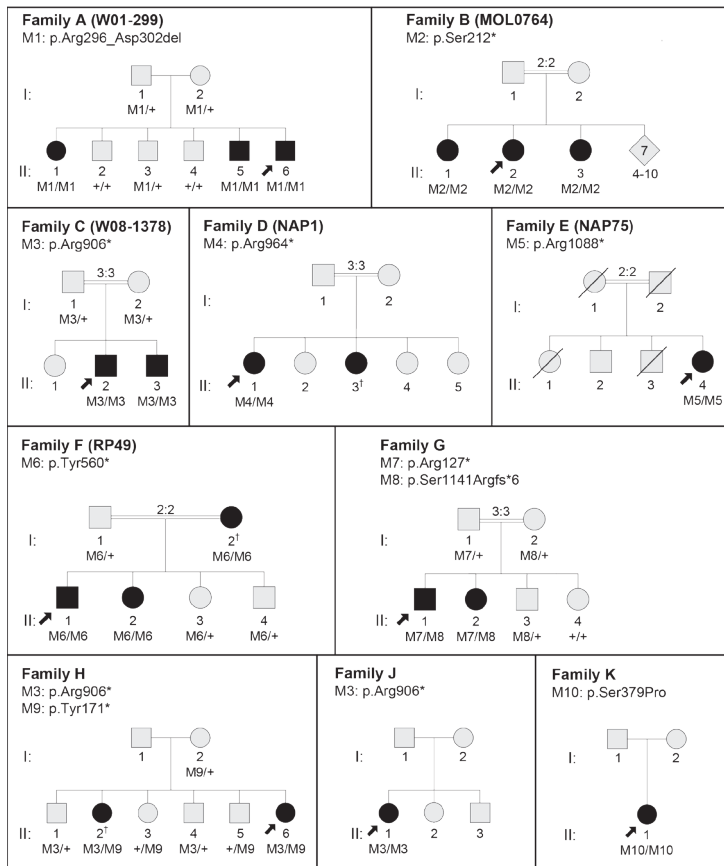 Family A (W01-299)
M1: p.Arg296_Asp302del
I:
1 2
M1/+ M1/+
II:
1 2 3 4 5 6
M1/M1 +/+ M1/+ +/+ M1/M1 M1/M1
Family B (MOL0764)
M2: p.Ser212*
2:2
I:
1 2
7
II:
1 2 3 4-10
M2/M2 M2/M2 M2/M2
Family C (W08-1378)
M3: p.Arg906*
3:3
I:
1 2
M3/+ M3/+
II:
1 2 3
M3/M3 M3/M3
Family D (NAP1)
M4: p.Arg964*
3:3
I:
1 2
II:
1 2 3† 4 5
M4/M4
Family E (NAP75)
M5: p.Arg1088*
2:2
I:
1 2
II:
1 2 3 4
M5/M5
Family F (RP49)
M6: p.Tyr560*
2:2
I:
1 2†
M6/+ M6/M6
II:
1 2 3 4
M6/M6 M6/M6 M6/+ M6/+
Family G
M7: p.Arg127*
M8: p.Ser1141Argfs*6
3:3
I:
1 2
M7/+ M8/+
II:
1 2 3 4
M7/M8 M7/M8 M8/+ +/+
Family H
M3: p.Arg906*
M9: p.Tyr171*
I:
1 2
M9/+
II:
1 2† 3 4 5 6
M3/+ M3/M9 +/M9 M3/+ +/M9 M3/M9
Family J
M3: p.Arg906*
I:
1 2
II:
1 2 3
M3/M3
Family K
M10: p.Ser379Pro
I:
1 2
II:
1
M10/M10